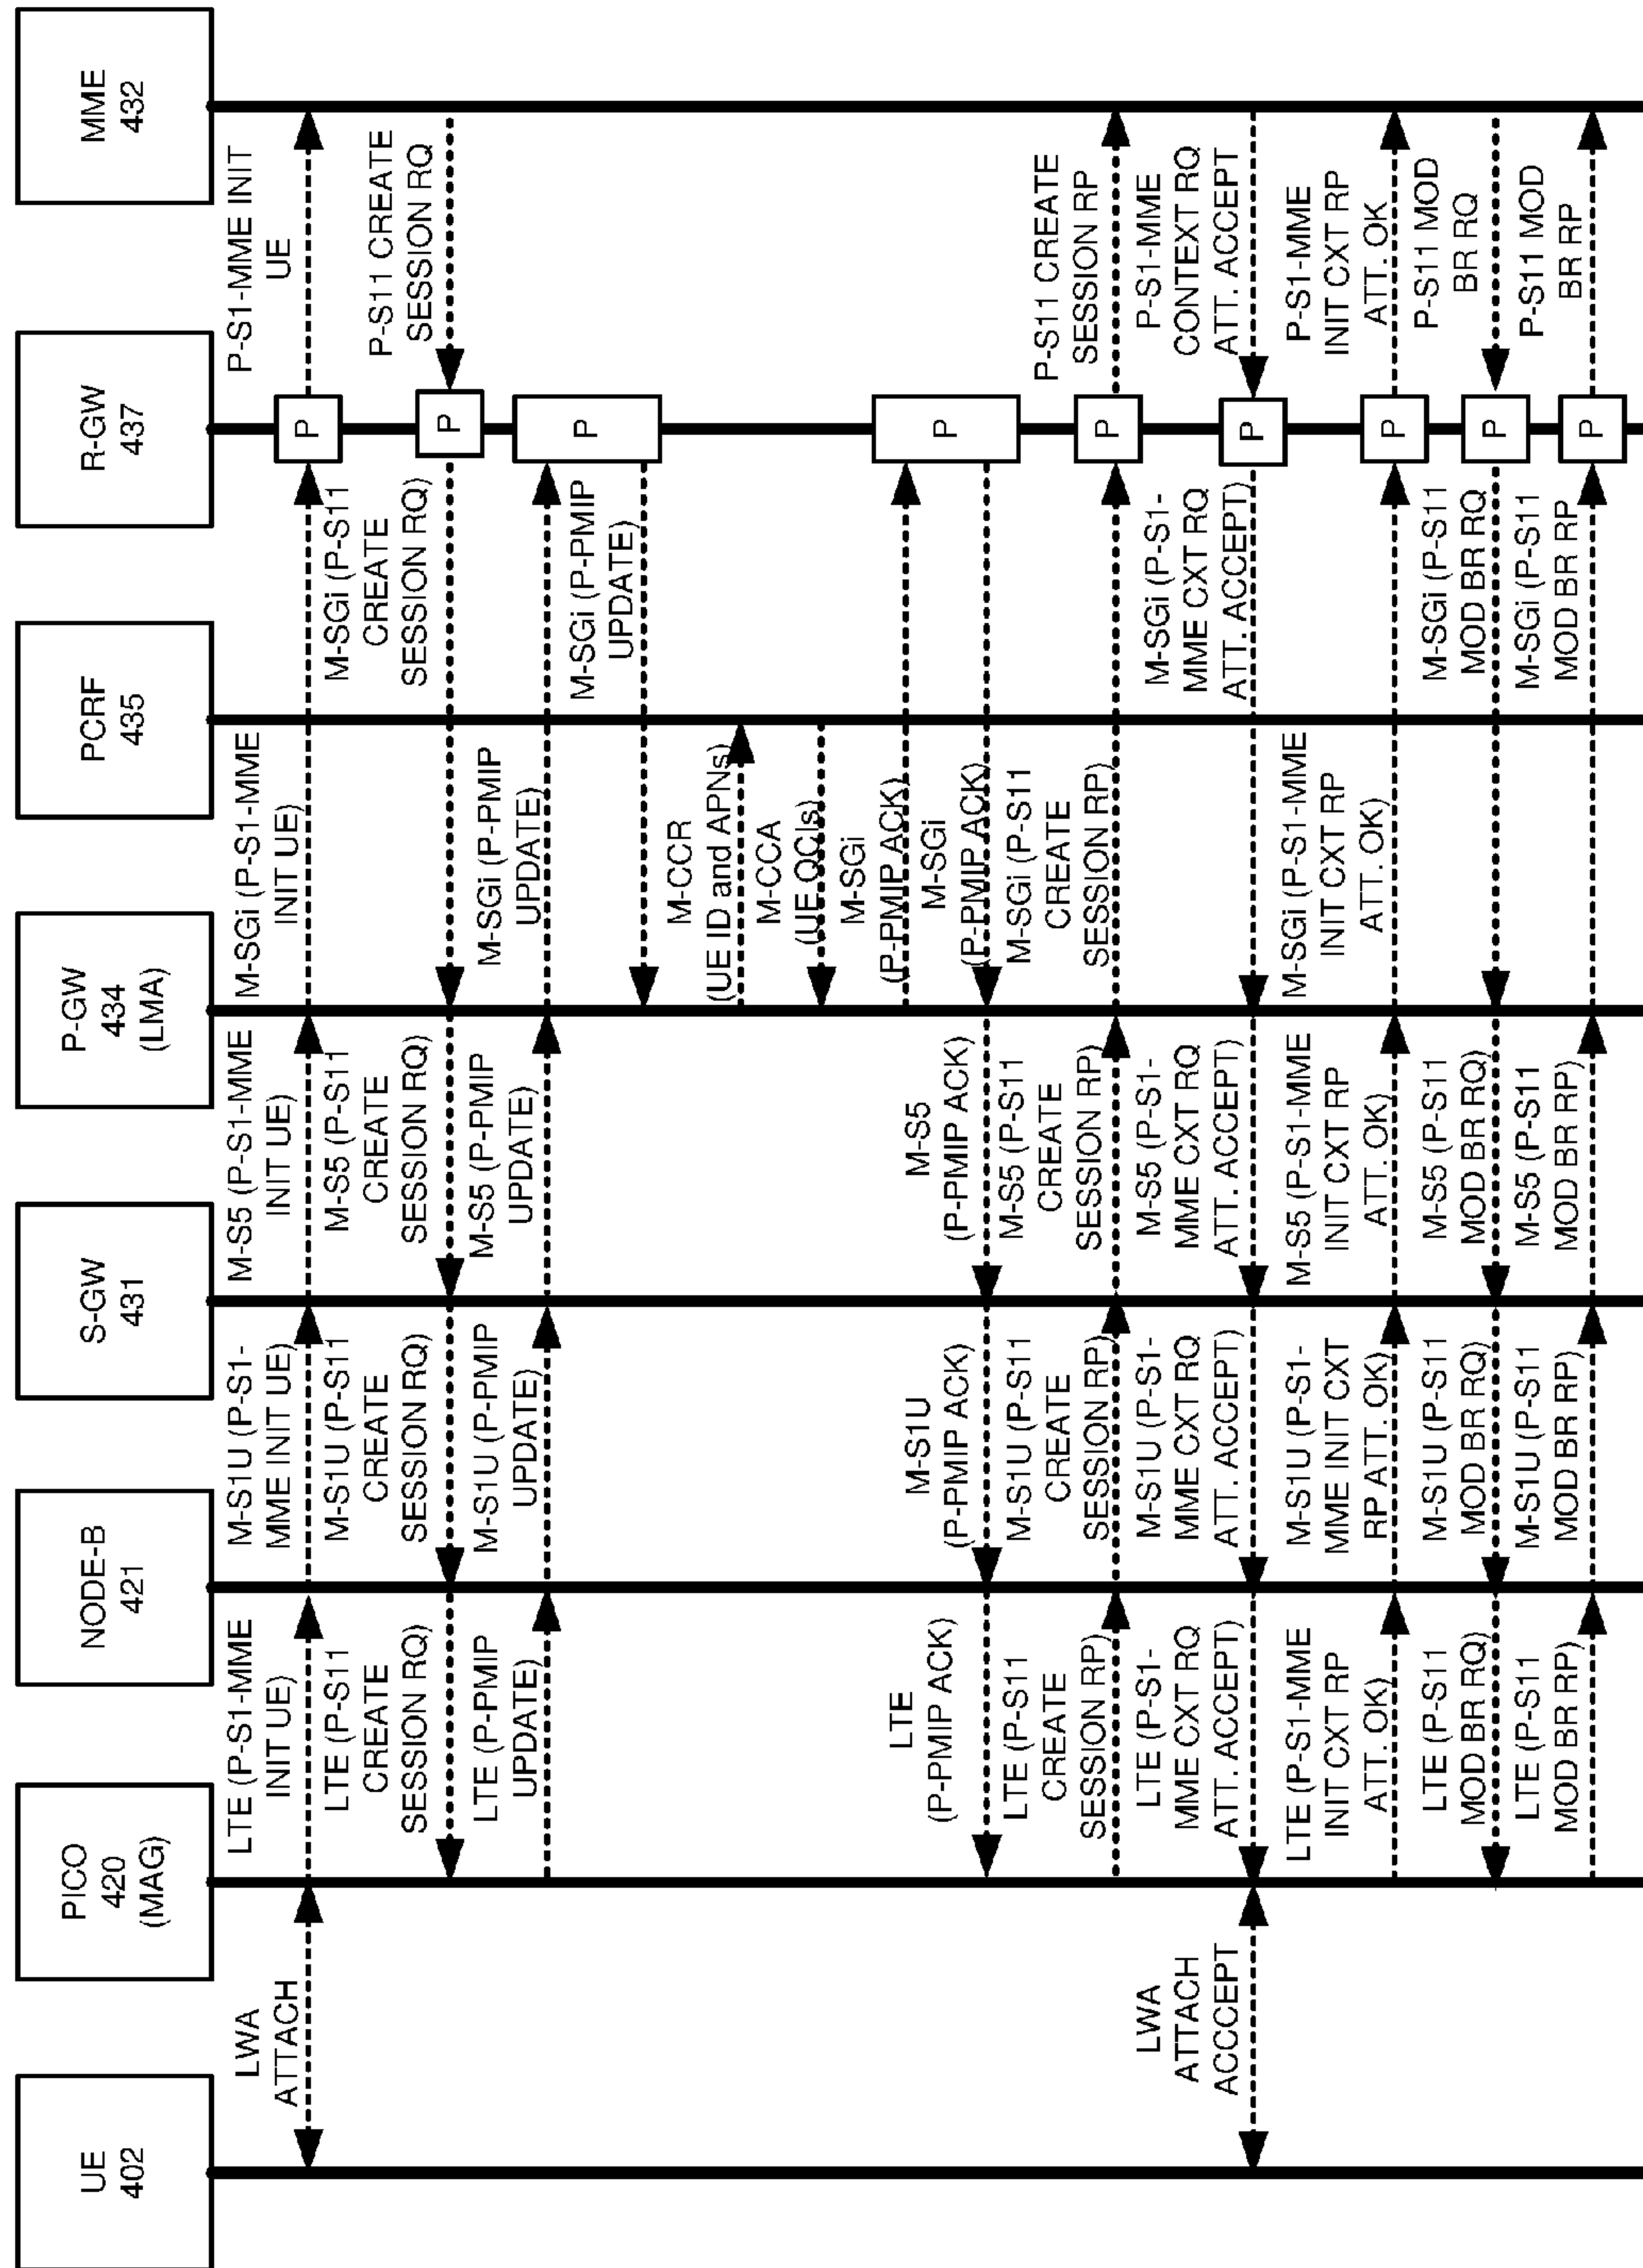 UE
402
PICO
420
(MAG)
NODE-B
421
S-GW
431
P-GW
434
(LMA)
PCRF
435
R-GW
437
MME
432
LWA
ATTACH
LTE (P-S1-MME
INIT UE)
M-S1U (P-S1-
MME INIT UE)
M-S5 (P-S1-MME
INIT UE)
M-SGi (P-S1-MME
INIT UE)
P
P-S1-MME INIT
UE
LTE (P-S11
CREATE
SESSION RQ)
M-S1U (P-S11
CREATE
SESSION RQ)
M-S5 (P-S11
CREATE
SESSION RQ)
M-SGi (P-S11
CREATE
SESSION RQ)
P
P-S11 CREATE
SESSION RQ
LTE (P-PMIP
UPDATE)
M-S1U (P-PMIP
UPDATE)
M-S5 (P-PMIP
UPDATE)
M-SGi (P-PMIP
UPDATE)
P
M-SGi (P-PMIP
UPDATE)
M-CCR
(UE ID and APNs)
M-CCA
(UE QCIs)
M-SGi
(P-PMIP ACK)
P
LTE
(P-PMIP ACK)
M-S1U
(P-PMIP ACK)
M-S5
(P-PMIP ACK)
M-SGi
(P-PMIP ACK)
LTE (P-S11
CREATE
SESSION RP)
M-S1U (P-S11
CREATE
SESSION RP)
M-S5 (P-S11
CREATE
SESSION RP)
M-SGi (P-S11
CREATE
SESSION RP)
P
P-S11 CREATE
SESSION RP
LWA
ATTACH
ACCCEPT
LTE (P-S1-
MME CXT RQ
ATT. ACCEPT)
M-S1U (P-S1-
MME CXT RQ
ATT. ACCEPT)
M-S5 (P-S1-
MME CXT RQ
ATT. ACCEPT)
M-SGi (P-S1-
MME CXT RQ
ATT. ACCEPT)
P
P-S1-MME
CONTEXT RQ
ATT. ACCEPT
LTE (P-S1-MME
INIT CXT RP
ATT. OK)
M-S1U (P-S1-
MME INIT CXT
RP ATT. OK)
M-S5 (P-S1-MME
INIT CXT RP
ATT. OK)
M-SGi (P-S1-MME
INIT CXT RP
ATT. OK)
P
P-S1-MME
INIT CXT RP
ATT. OK
LTE (P-S11
MOD BR RQ)
M-S1U (P-S11
MOD BR RQ)
M-S5 (P-S11
MOD BR RQ)
M-SGi (P-S11
MOD BR RQ
P
P-S11 MOD
BR RQ
LTE (P-S11
MOD BR RP)
M-S1U (P-S11
MOD BR RP)
M-S5 (P-S11
MOD BR RP)
M-SGi (P-S11
MOD BR RP
P
P-S11 MOD
BR RP